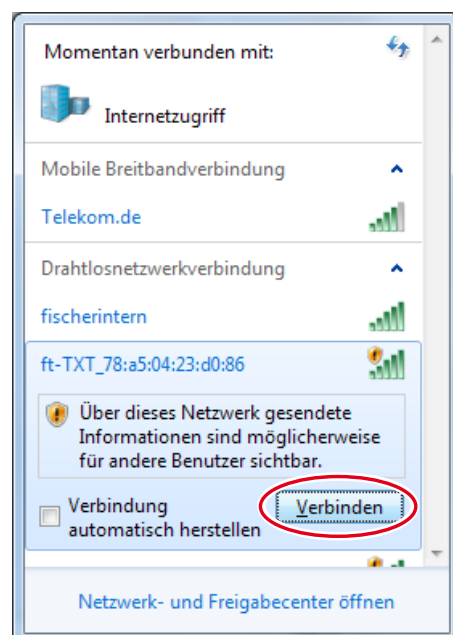 Momentan verbunden mit:
Internetzugriff
Mobile Breitbandverbindung
Telekom.de
Drahtlosnetzwerkverbindung
fischerintern
ft-TXT_78:a5:04:23:d0:86
Über dieses Netzwerk gesendete
Informationen sind möglicherweise
für andere Benutzer sichtbar.
Verbindung
automatisch herstellen
Verbinden
Netzwerk- und Freigabecenter öffnen